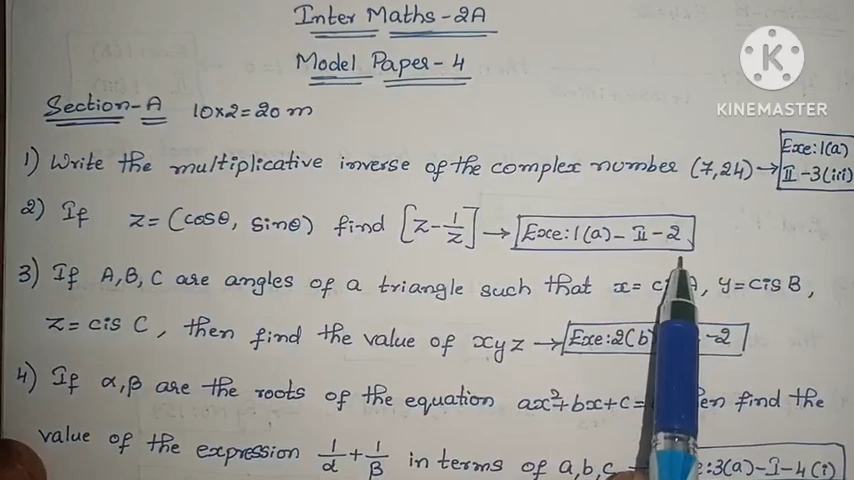 Inter Maths-2A
Model Paper-4
K
KINEMASTER
Section-A 10×2=20m
1) Write the multiplicative inverse of the complex number (7,24) → Exe:1(a)
II-3(iii)
2) If z=(cosθ, sinθ) find [z-1/z] → Exe:1(a)-II-2
3) If A,B,C are angles of a triangle such that x= A, y=cis B,
z=cis C, then find the value of xyz → Exe:2(b) -2
4) If α,β are the roots of the equation ax²+bx+c= find the
value of the expression 1/α+1/β in terms of a,b,c :3(a)-I-4(i)